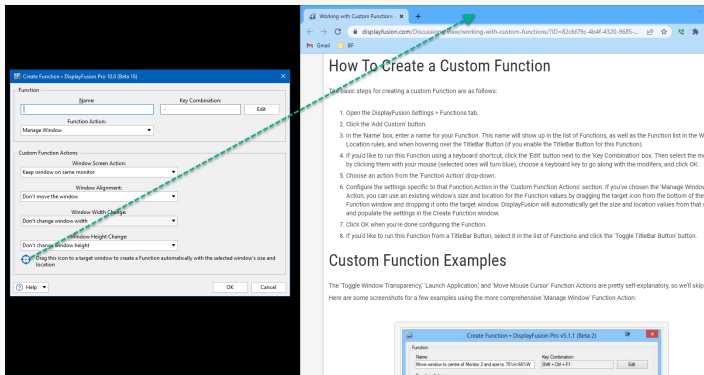 Create Function • DisplayFusion Pro 10.0 (Beta 16)
Function
Name:
Key Combination:
-
Edit
Function Action:
Manage Window
Custom Function Actions
Window Screen Action:
Keep window on same monitor
Window Alignment:
Don't move the window
Window Width Change:
Don't change window width
Window Height Change:
Don't change window height
Drag this icon to a target window to create a Function automatically with the selected window's size and
location
Help
OK
Cancel
Working with Custom Functions
displayfusion.com/Discussions/View/working-with-custom-functions/?ID=82cfd79c-4b4f-4320-9685-...
Gmail
BF
How To Create a Custom Function
The basic steps for creating a custom Function are as follows:
1. Open the DisplayFusion Settings > Functions tab.
2. Click the 'Add Custom' button.
3. In the 'Name' box, enter a name for your Function. This name will show up in the list of Functions, as well as the Function list in the W
Location rules, and when hovering over the TitleBar Button (if you enable the TitleBar Button for this Function).
4. If you'd like to run this Function using a keyboard shortcut, click the 'Edit' button next to the 'Key Combination' box. Then select the mo
by clicking them with your mouse (selected ones will turn blue), choose a keyboard key to go along with the modifers, and click OK.
5. Choose an action from the 'Function Action' drop-down.
6. Configure the settings specific to that Function Action in the 'Custom Function Actions' section. If you've chosen the 'Manage Window
Action, you can use an existing window's size and location for the Function values by dragging the target icon from the bottom of the
Function window and dropping it onto the target window. DisplayFusion will automatically get the size and location values from that
and populate the settings in the Create Function window.
7. Click OK when you're done configuring the Function.
8. If you'd like to run this Function from a TitleBar Button, select it in the list of Functions and click the 'Toggle TitleBar Button' button.
Custom Function Examples
The 'Toggle Window Transparency,' 'Launch Application,' and 'Move Mouse Cursor' Function Actions are pretty self-explanatory, so we'll skip
Here are some screenshots for a few examples using the more comprehensive 'Manage Window' Function Action:
Create Function • DisplayFusion Pro v5.1.1 (Beta 2)
Function
Name:
Key Combination:
Move window to centre of Monitor 2 and size to 75%H/60%W
Shift + Ctrl + F1
Edit